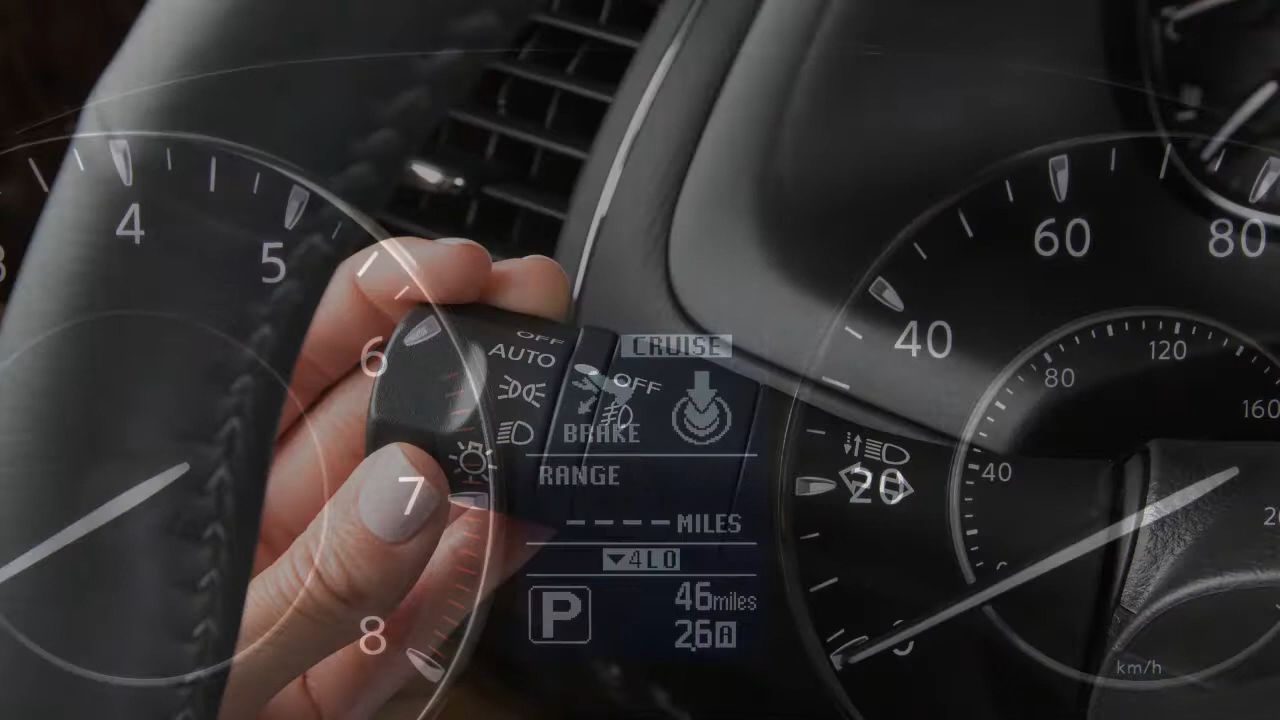 4
5
6
7
8
OFF
AUTO
OFF
CRUISE
BRAKE
RANGE
----MILES
4LO
P
46miles
26A
20
40
60
80
40
80
120
160
km/h